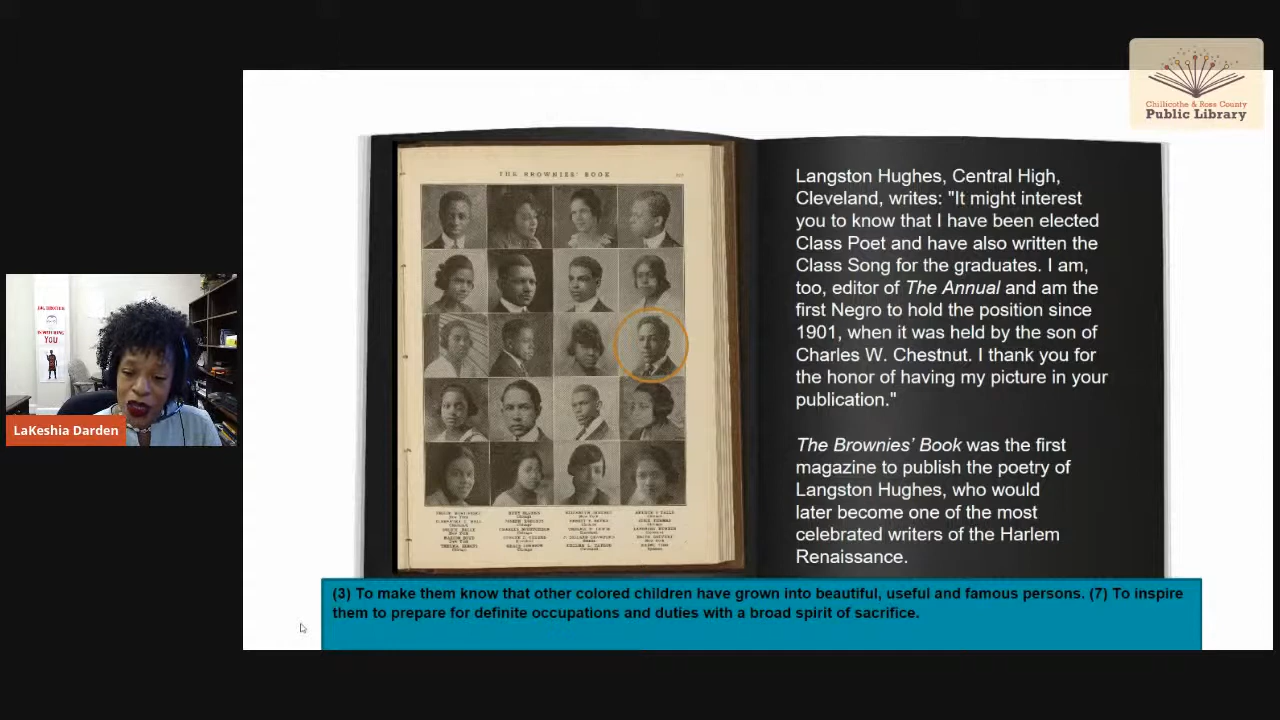 Chillicothe & Ross County
Public Library
THE BROWNIES' BOOK
Langston Hughes, Central High,
Cleveland, writes: "It might interest
you to know that I have been elected
Class Poet and have also written the
Class Song for the graduates. I am,
too, editor of The Annual and am the
first Negro to hold the position since
1901, when it was held by the son of
Charles W. Chestnut. I thank you for
the honor of having my picture in your
publication."
The Brownies' Book was the first
magazine to publish the poetry of
Langston Hughes, who would
later become one of the most
celebrated writers of the Harlem
Renaissance.
YOU
LaKeshia Darden
(3) To make them know that other colored children have grown into beautiful, useful and famous persons. (7) To inspire
them to prepare for definite occupations and duties with a broad spirit of sacrifice.